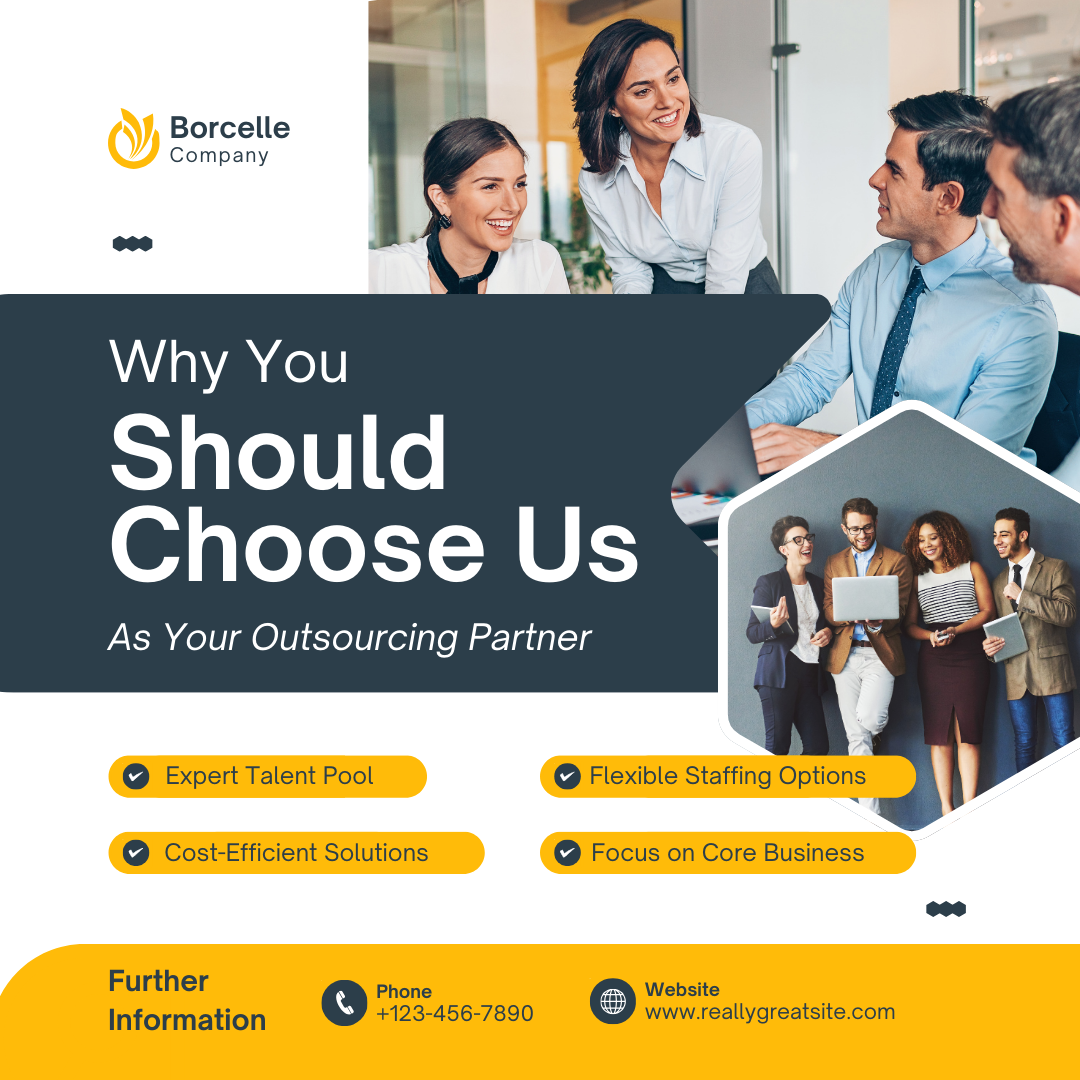 Borcelle
Company
Why You
Should
Choose Us
As Your Outsourcing Partner
Expert Talent Pool
Flexible Staffing Options
Cost-Efficient Solutions
Focus on Core Business
Further
Information
Phone
+123-456-7890
Website
www.reallygreatsite.com